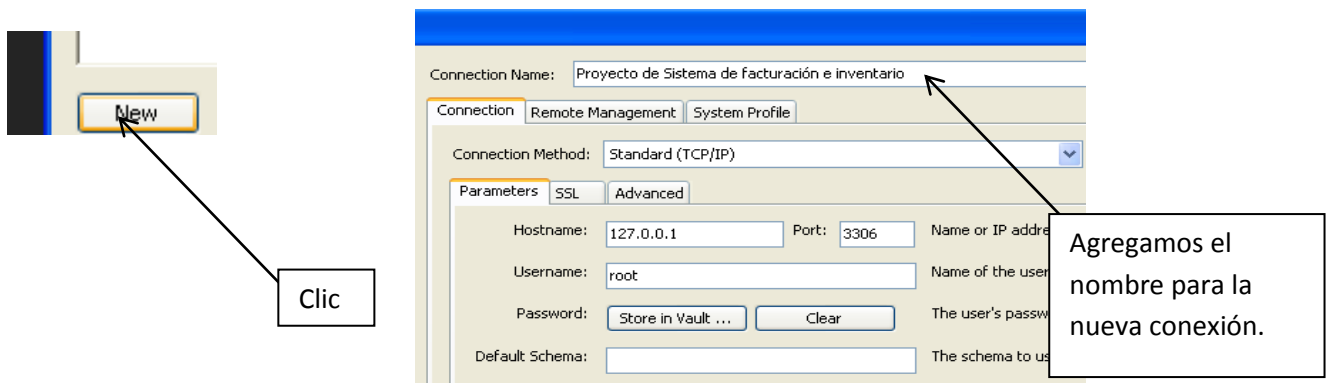 New
Clic
Connection Name: Proyecto de Sistema de facturación e inventario
Connection Remote Management System Profile
Connection Method: Standard (TCP/IP)
Parameters SSL Advanced
Hostname: 127.0.0.1 Port: 3306 Name or IP addre
Username: root Name of the user
Password: Store in Vault ... Clear The user's passw
Default Schema: The schema to us
Agregamos el
nombre para la
nueva conexión.